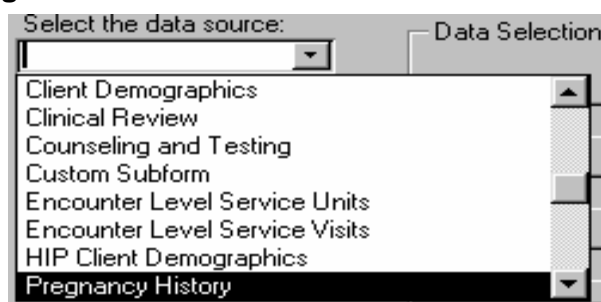 Select the data source:
Data Selection
Client Demographics
Clinical Review
Counseling and Testing
Custom Subform
Encounter Level Service Units
Encounter Level Service Visits
HIP Client Demographics
Pregnancy History